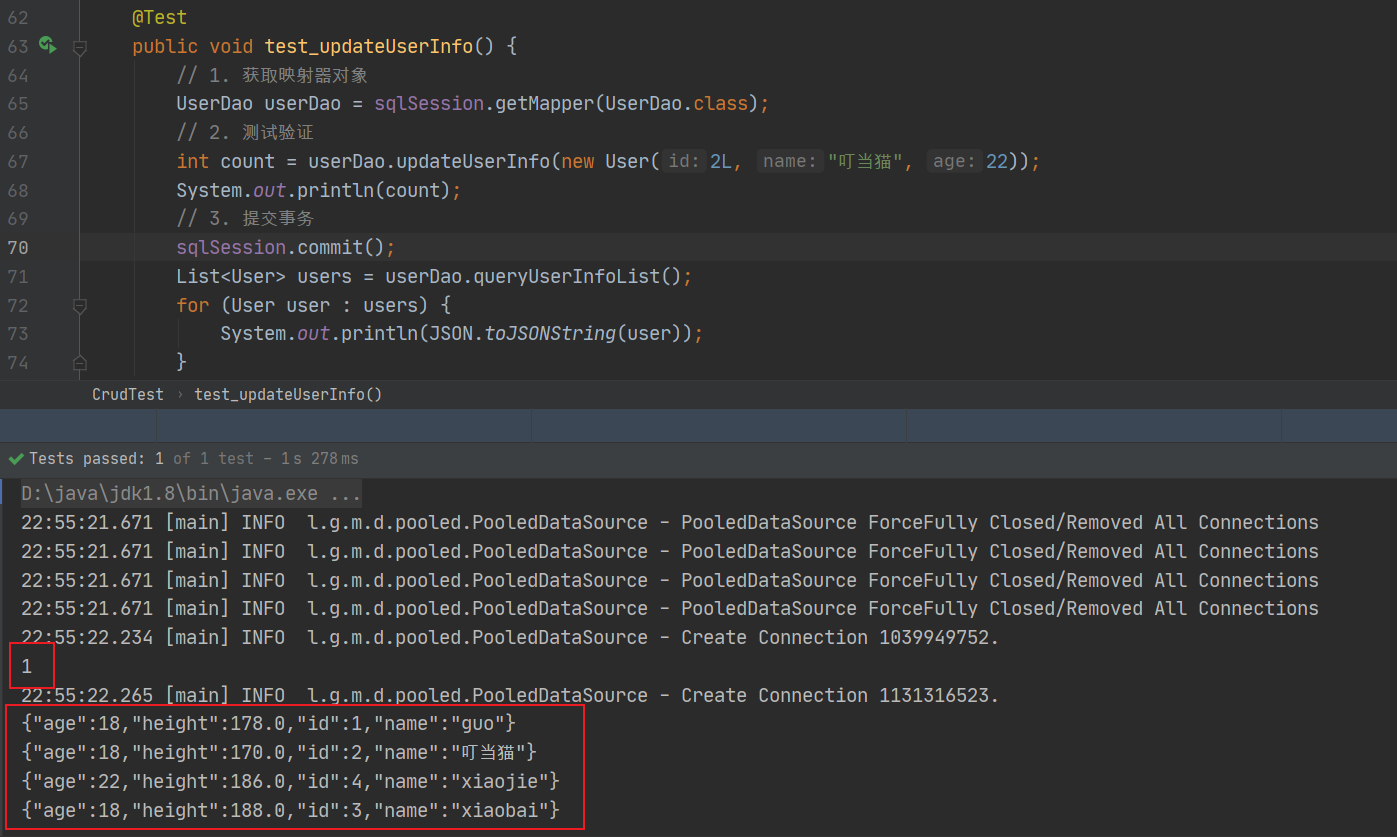 62 @Test
63 public void test_updateUserInfo() {
64 // 1. 获取映射器对象
65 UserDao userDao = sqlSession.getMapper(UserDao.class);
66 // 2. 测试验证
67 int count = userDao.updateUserInfo(new User( id: 2L, name: "叮当猫", age: 22));
68 System.out.println(count);
69 // 3. 提交事务
70 sqlSession.commit();
71 List<User> users = userDao.queryUserInfoList();
72 for (User user : users) {
73 System.out.println(JSON.toJSONString(user));
74 }
CrudTest › test_updateUserInfo()
Tests passed: 1 of 1 test – 1 s 278 ms
D:\java\jdk1.8\bin\java.exe ...
22:55:21.671 [main] INFO  l.g.m.d.pooled.PooledDataSource - PooledDataSource ForceFully Closed/Removed All Connections
22:55:21.671 [main] INFO  l.g.m.d.pooled.PooledDataSource - PooledDataSource ForceFully Closed/Removed All Connections
22:55:21.671 [main] INFO  l.g.m.d.pooled.PooledDataSource - PooledDataSource ForceFully Closed/Removed All Connections
22:55:21.671 [main] INFO  l.g.m.d.pooled.PooledDataSource - PooledDataSource ForceFully Closed/Removed All Connections
22:55:22.234 [main] INFO  l.g.m.d.pooled.PooledDataSource - Create Connection 1039949752.
1
22:55:22.265 [main] INFO  l.g.m.d.pooled.PooledDataSource - Create Connection 1131316523.
{"age":18,"height":178.0,"id":1,"name":"guo"}
{"age":18,"height":170.0,"id":2,"name":"叮当猫"}
{"age":22,"height":186.0,"id":4,"name":"xiaojie"}
{"age":18,"height":188.0,"id":3,"name":"xiaobai"}